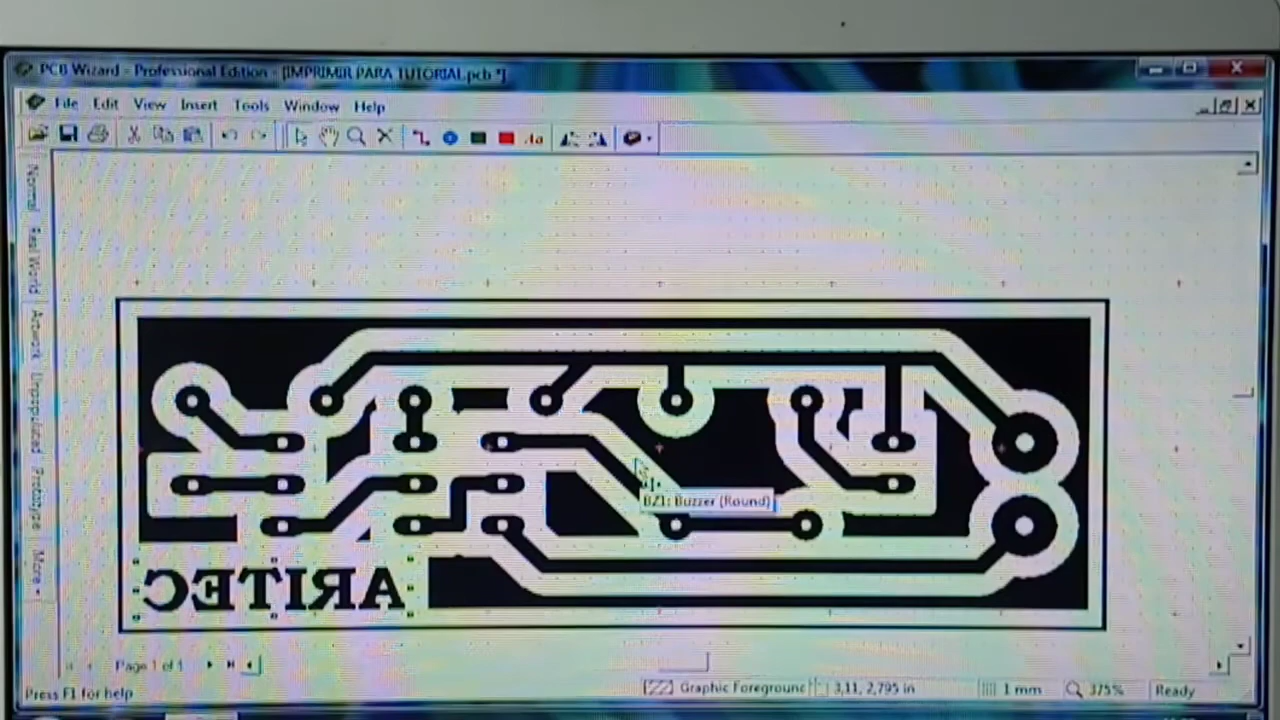 PCB Wizard - Professional Edition - [IMPRIMIR PARA TUTORIAL.pcb *]
File Edit View Insert Tools Window Help
Normal
Real World
Artwork
Unpopulated
Prototype
More
BZ1: Buzzer (Round)
ARITEC
Page 1 of 1
Press F1 for help
Graphic Foreground
3,11, 2,795 in
1 mm
375%
Ready